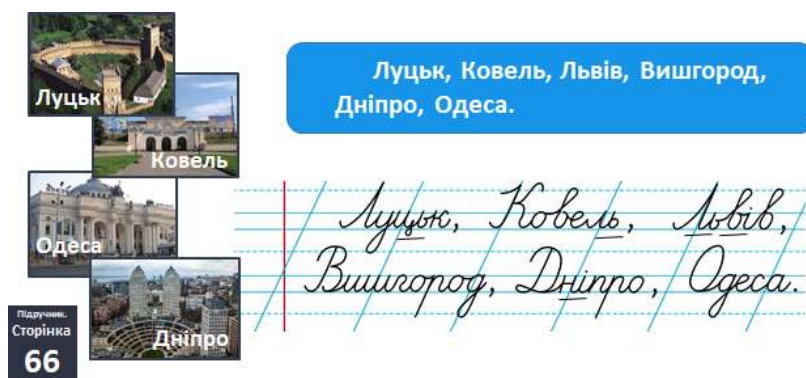 Луцьк
Ковель
Одеса
Дніпро
Підручник.
Сторінка
66
Луцьк, Ковель, Львів, Вишгород,
Дніпро, Одеса.
Луцьк, Ковель, Львів,
Вишгород, Дніпро, Одеса.